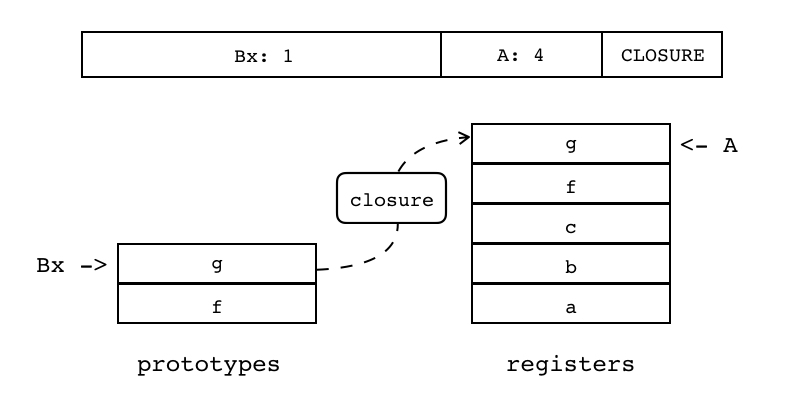 Bx: 1 A: 4 CLOSURE
g <- A
f
closure
c
Bx -> g b
f a
prototypes registers